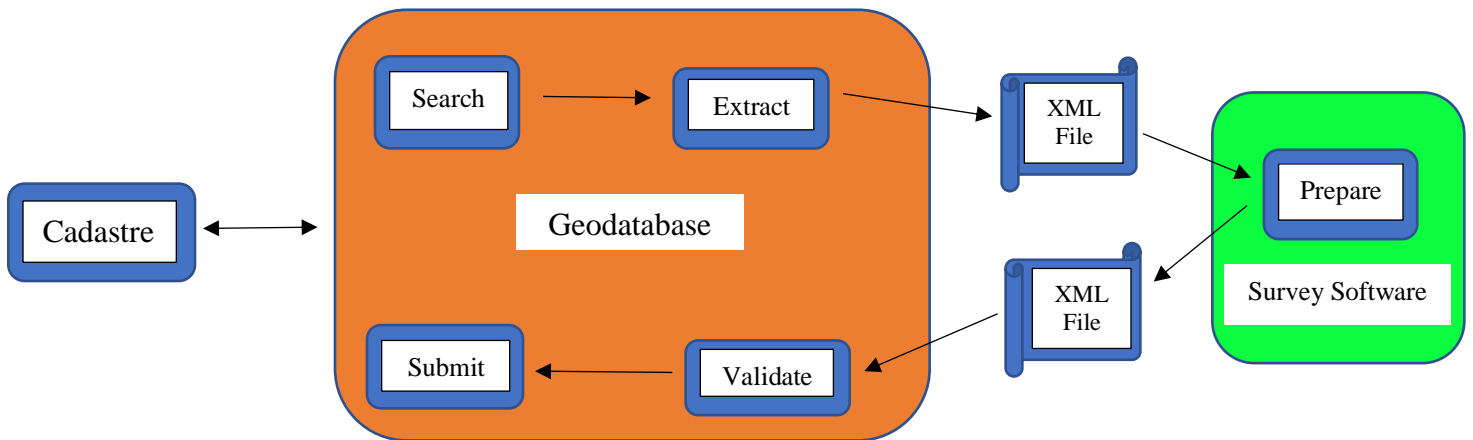 Search
Extract
XML
File
Prepare
Cadastre
Geodatabase
Survey Software
XML
File
Submit
Validate